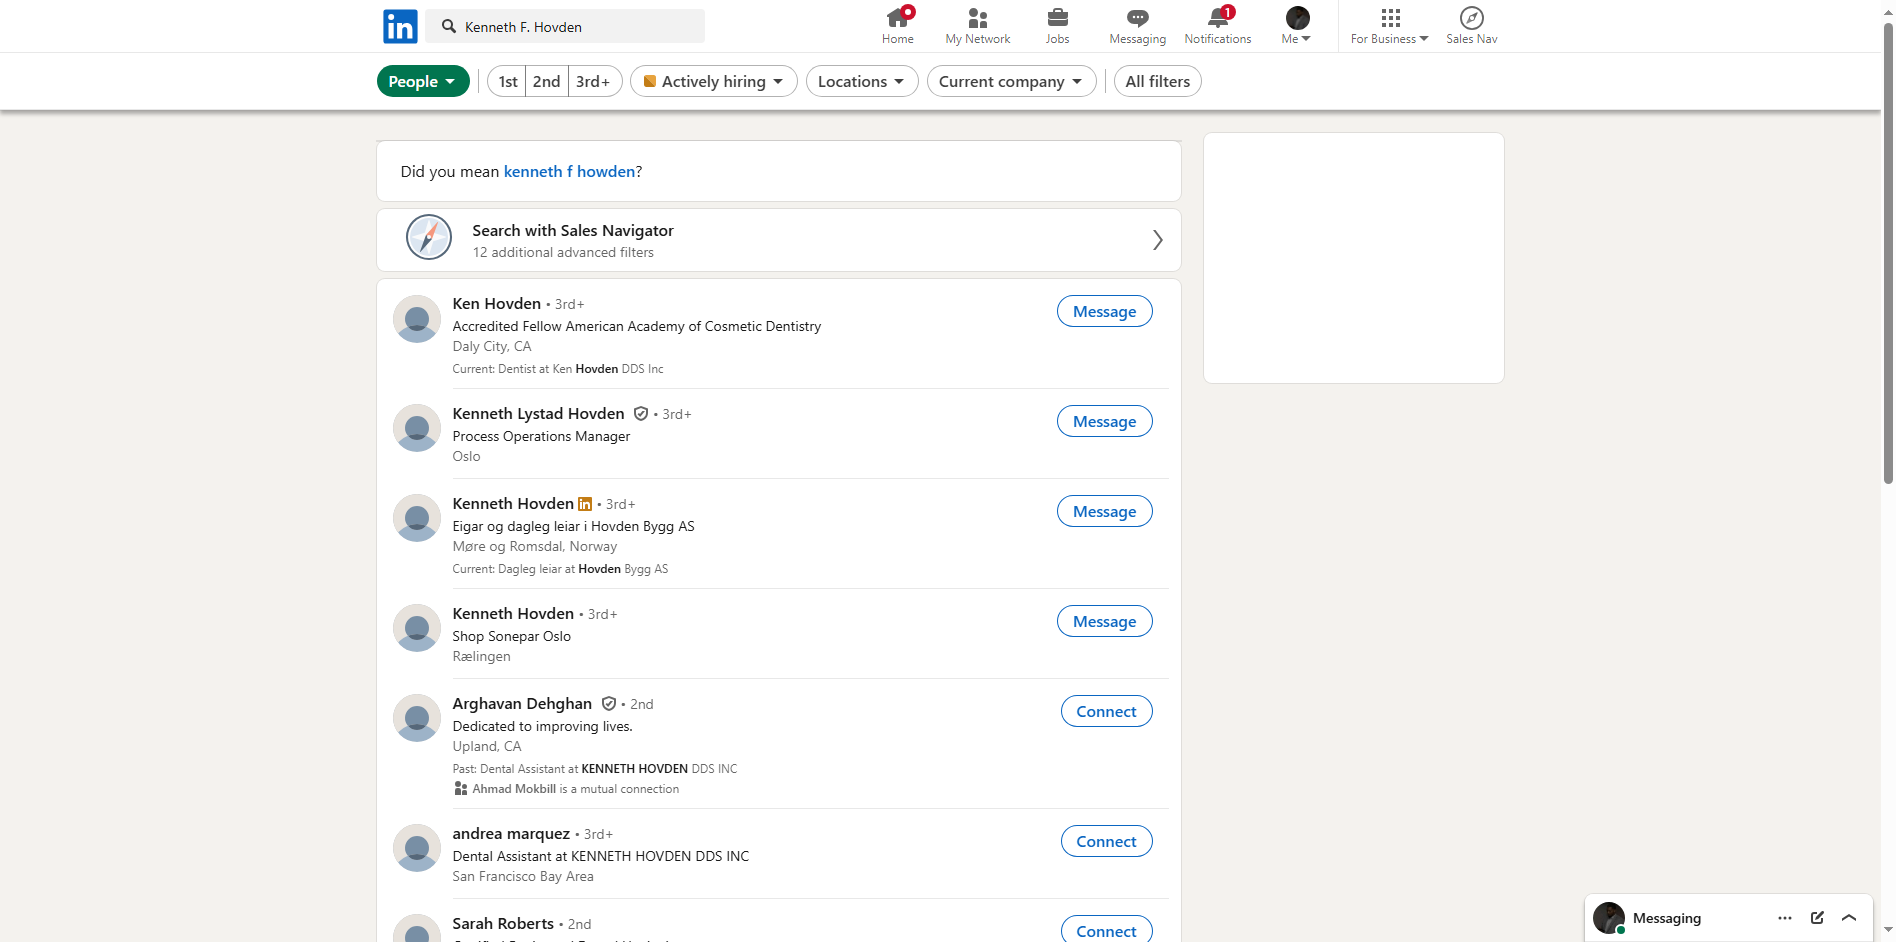 in
Kenneth F. Hovden
Home
My Network
Jobs
Messaging
1
Notifications
Me
For Business
Sales Nav
People
1st
2nd
3rd+
Actively hiring
Locations
Current company
All filters
Did you mean kenneth f howden?
Search with Sales Navigator
12 additional advanced filters
Ken Hovden • 3rd+
Message
Accredited Fellow American Academy of Cosmetic Dentistry
Daly City, CA
Current: Dentist at Ken Hovden DDS Inc
Kenneth Lystad Hovden • 3rd+
Message
Process Operations Manager
Oslo
Kenneth Hovden in • 3rd+
Message
Eigar og dagleg leiar i Hovden Bygg AS
Møre og Romsdal, Norway
Current: Dagleg leiar at Hovden Bygg AS
Kenneth Hovden • 3rd+
Message
Shop Sonepar Oslo
Rælingen
Arghavan Dehghan • 2nd
Connect
Dedicated to improving lives.
Upland, CA
Past: Dental Assistant at KENNETH HOVDEN DDS INC
Ahmad Mokbill is a mutual connection
andrea marquez • 3rd+
Connect
Dental Assistant at KENNETH HOVDEN DDS INC
San Francisco Bay Area
Sarah Roberts • 2nd
Connect
Messaging